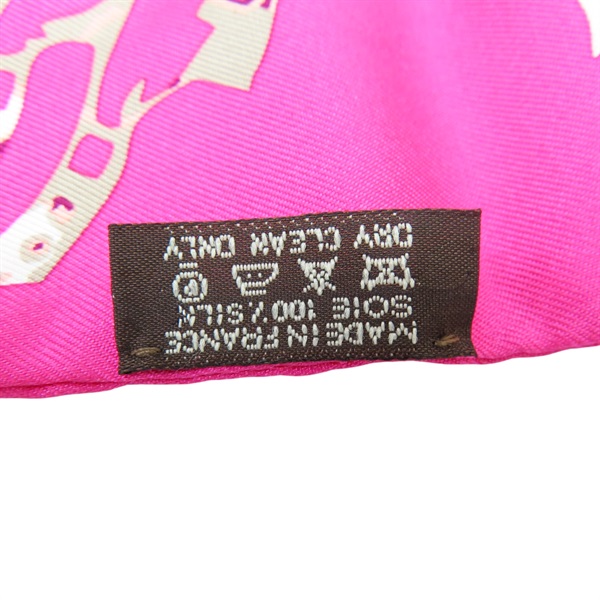 MADE IN FRANCE
SOIE 100% SILK
DRY CLEAN ONLY